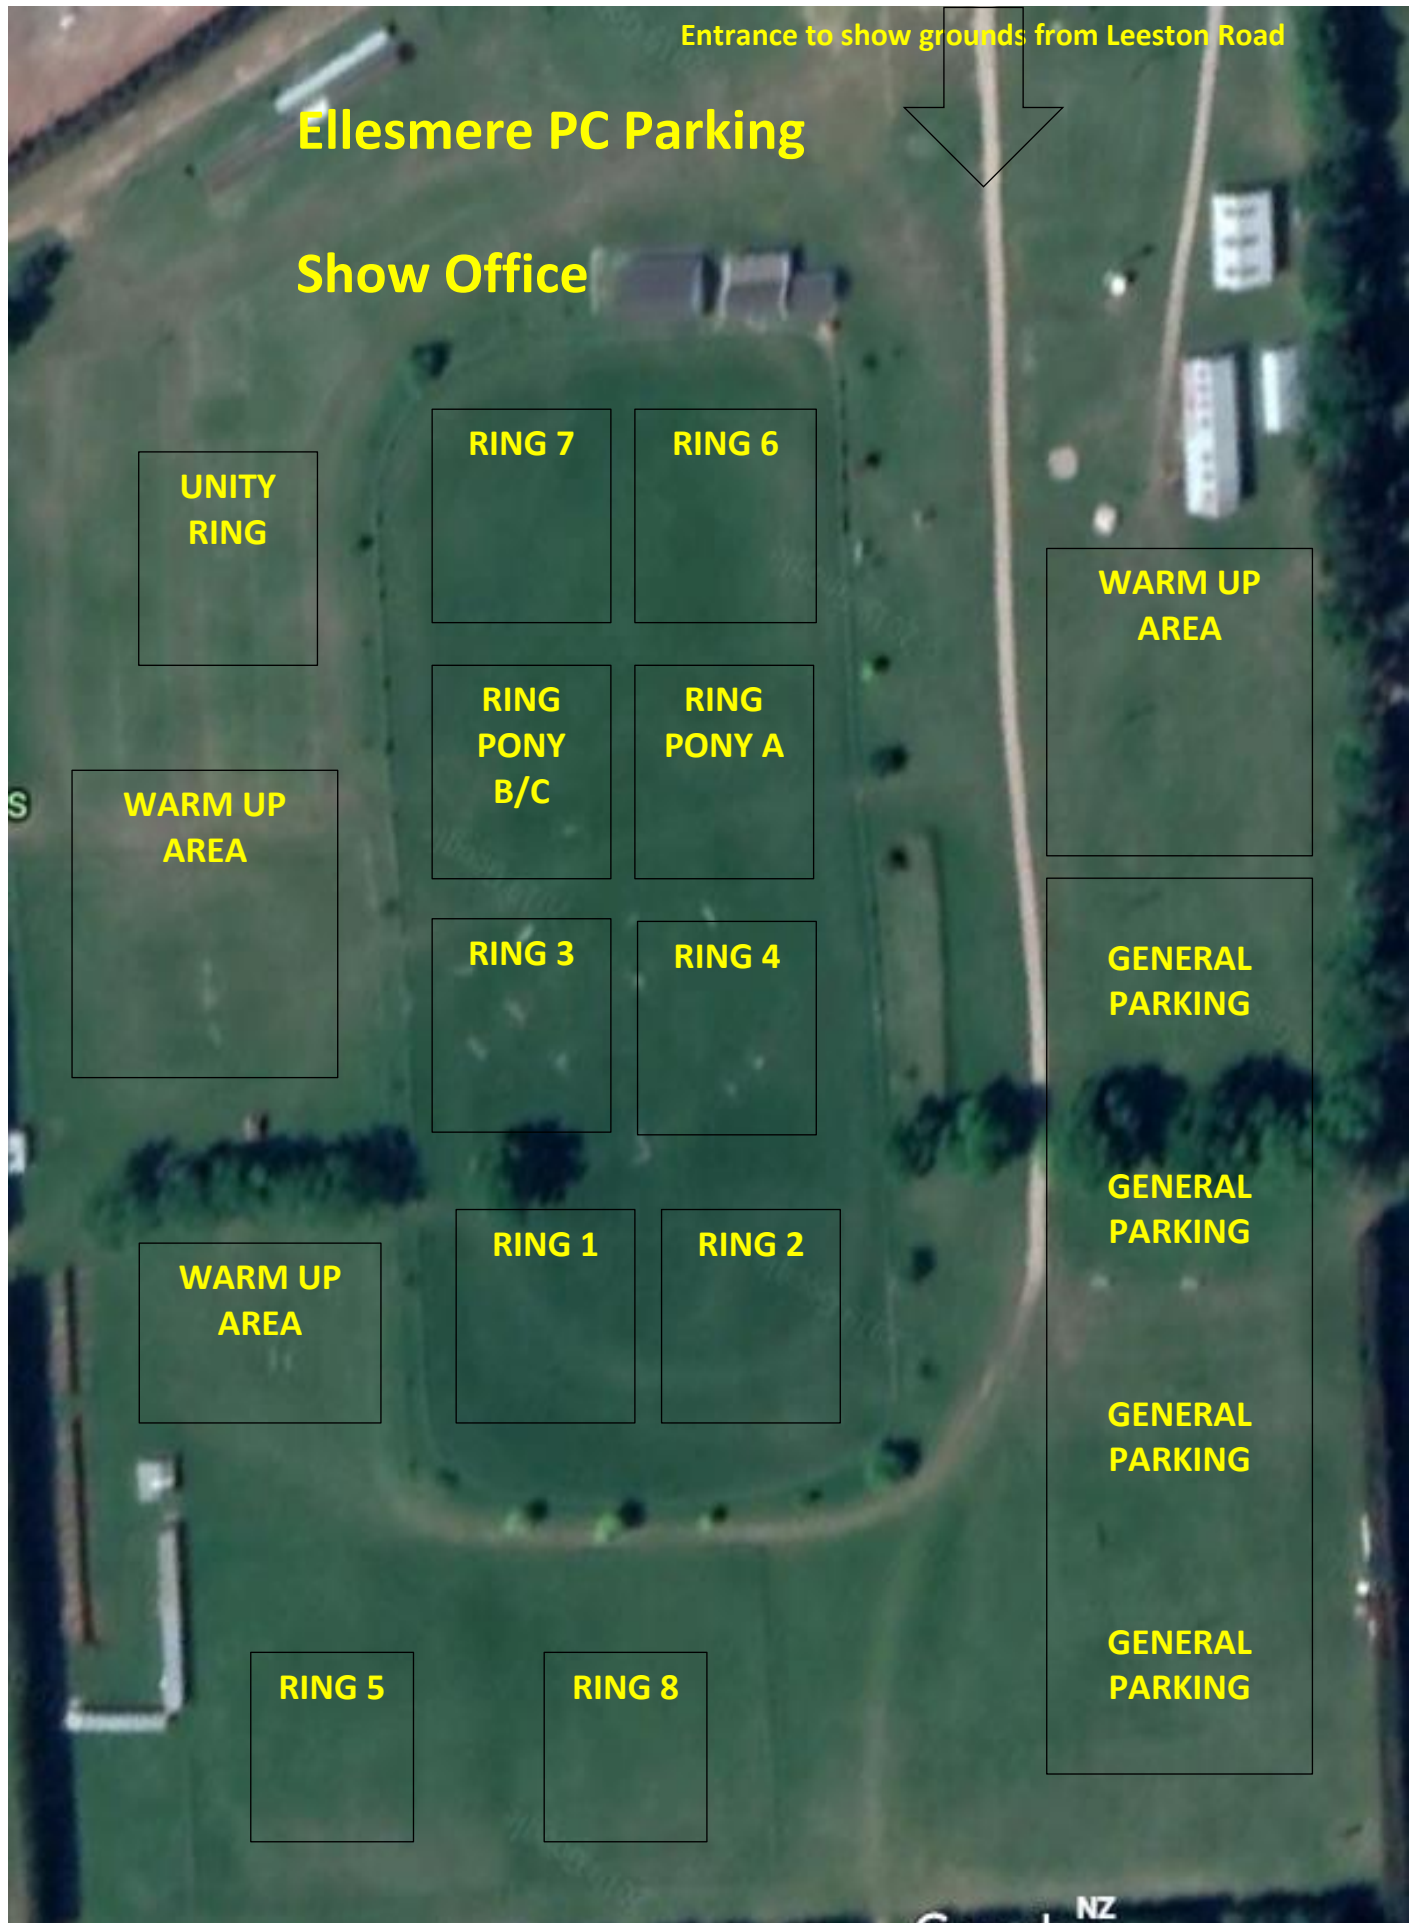 Entrance to show grounds from Leeston Road
Ellesmere PC Parking
Show Office
RING 7
RING 6
UNITY
RING
WARM UP
AREA
RING
PONY
B/C
RING
PONY A
WARM UP
AREA
RING 3
RING 4
GENERAL
PARKING
GENERAL
PARKING
RING 1
RING 2
WARM UP
AREA
GENERAL
PARKING
GENERAL
PARKING
RING 5
RING 8
NZ